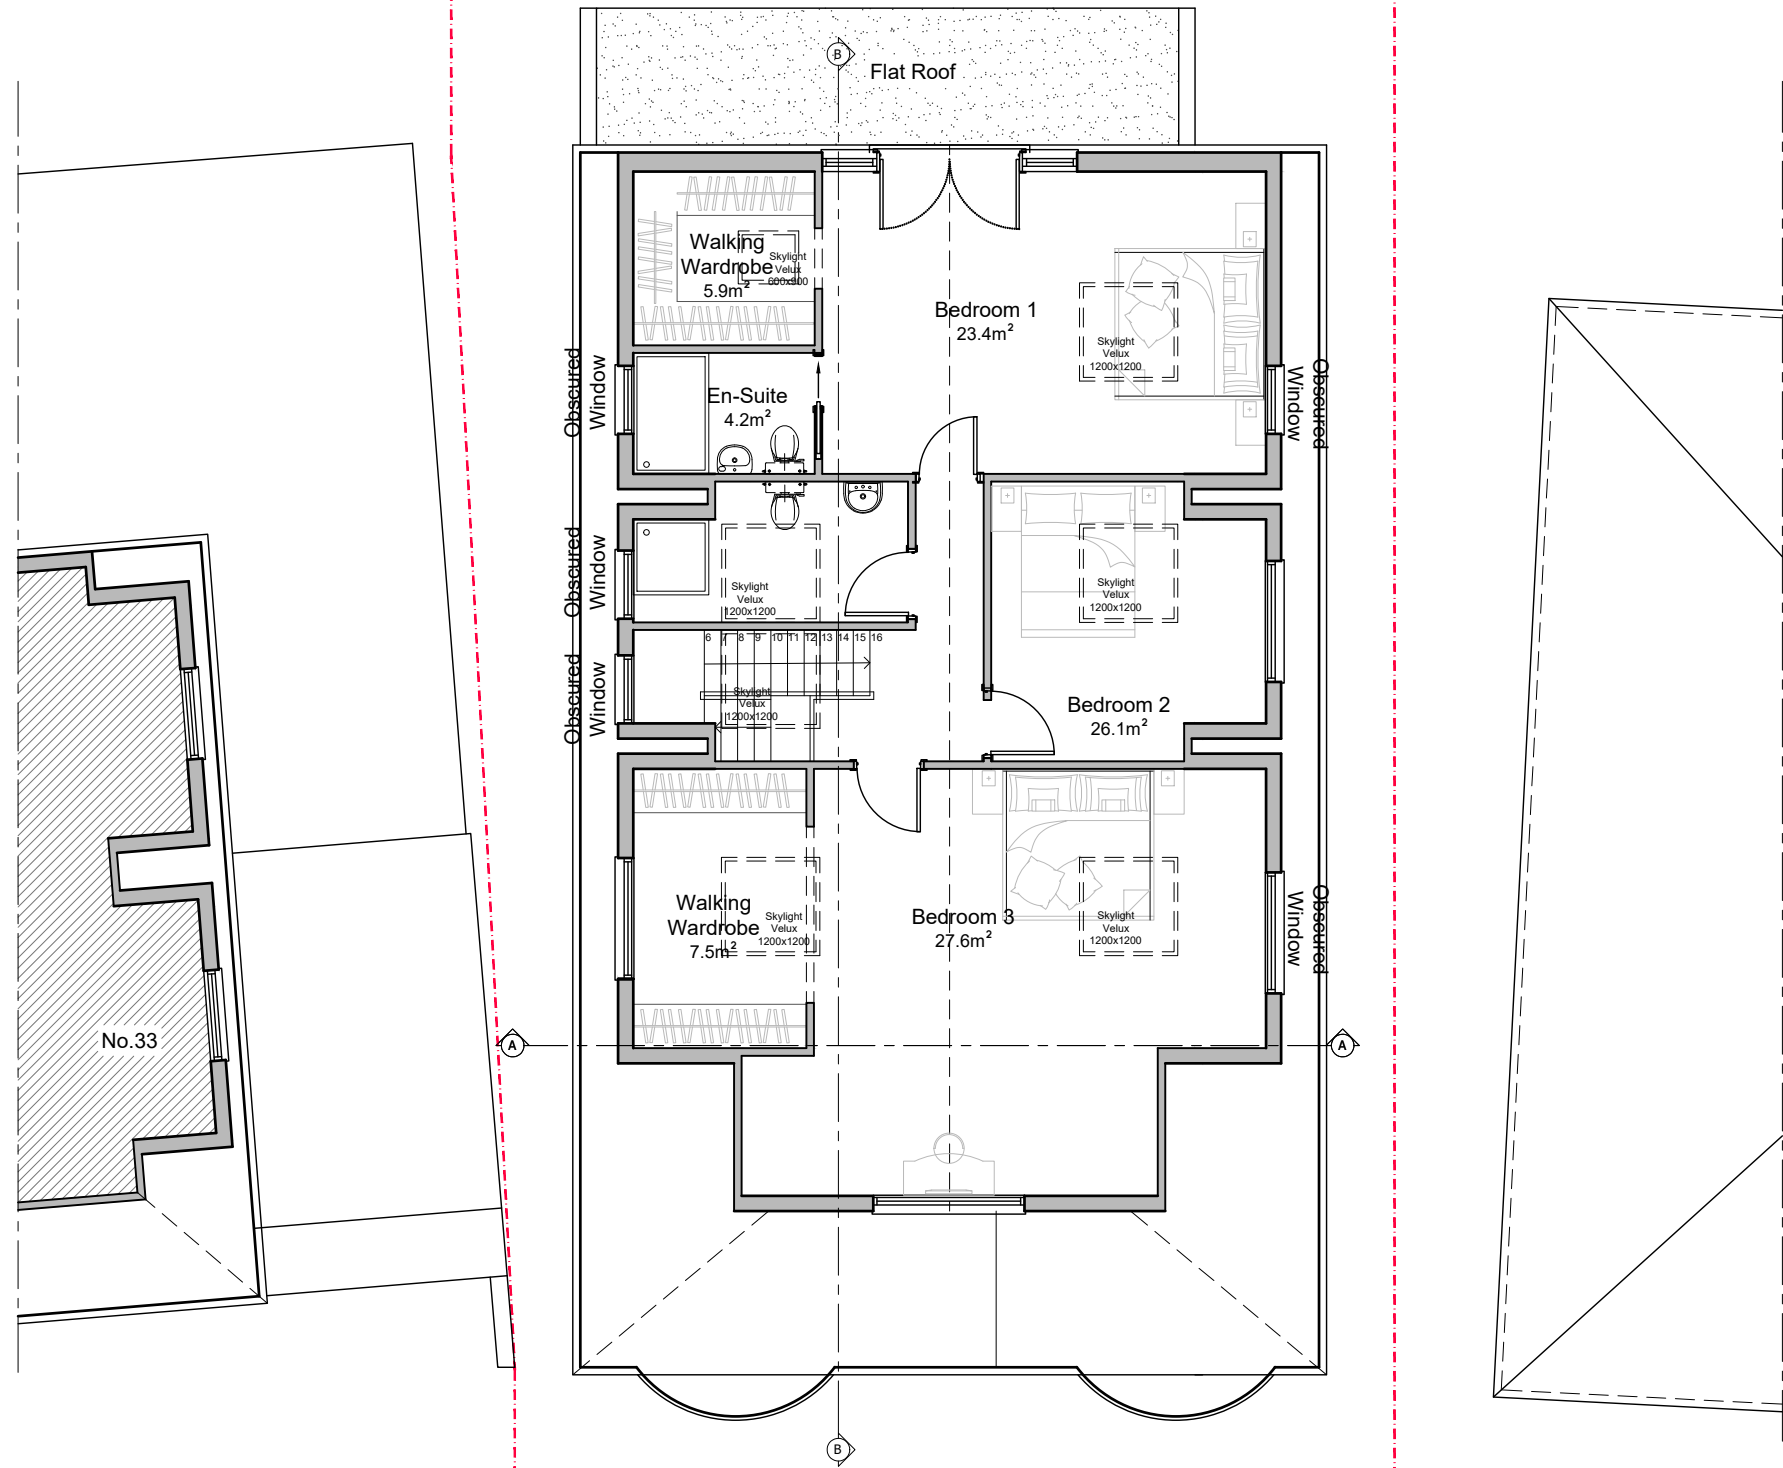 B
Flat Roof
Walking
Wardrobe
5.9m²
Skylight
Velux
600x900
Bedroom 1
23.4m²
Skylight
Velux
1200x1200
Obscured
Window
En-Suite
4.2m²
Obscured
Window
Obscured
Window
Skylight
Velux
1200x1200
Skylight
Velux
1200x1200
6 7 8 9 10 11 12 13 14 15 16
Obscured
Window
Skylight
Velux
1200x1200
Bedroom 2
26.1m²
Walking
Wardrobe
7.5m²
Skylight
Velux
1200x1200
Bedroom 3
27.6m²
Skylight
Velux
1200x1200
Obscured
Window
No.33
A
A
B